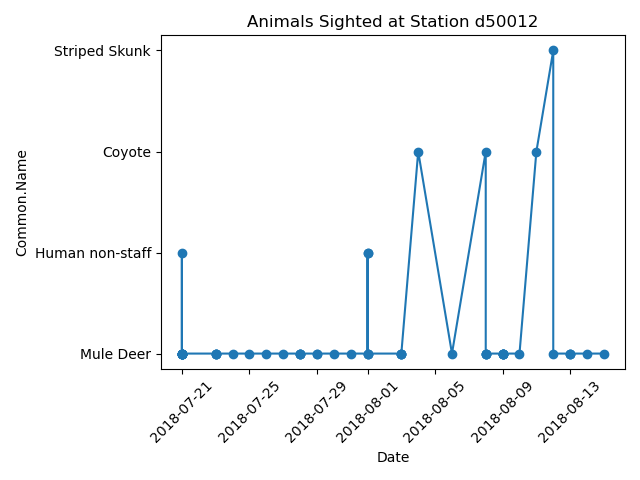 Animals Sighted at Station d50012
Striped Skunk
Coyote
Human non-staff
Mule Deer
Common.Name
2018-07-21
2018-07-25
2018-07-29
2018-08-01
2018-08-05
2018-08-09
2018-08-13
Date